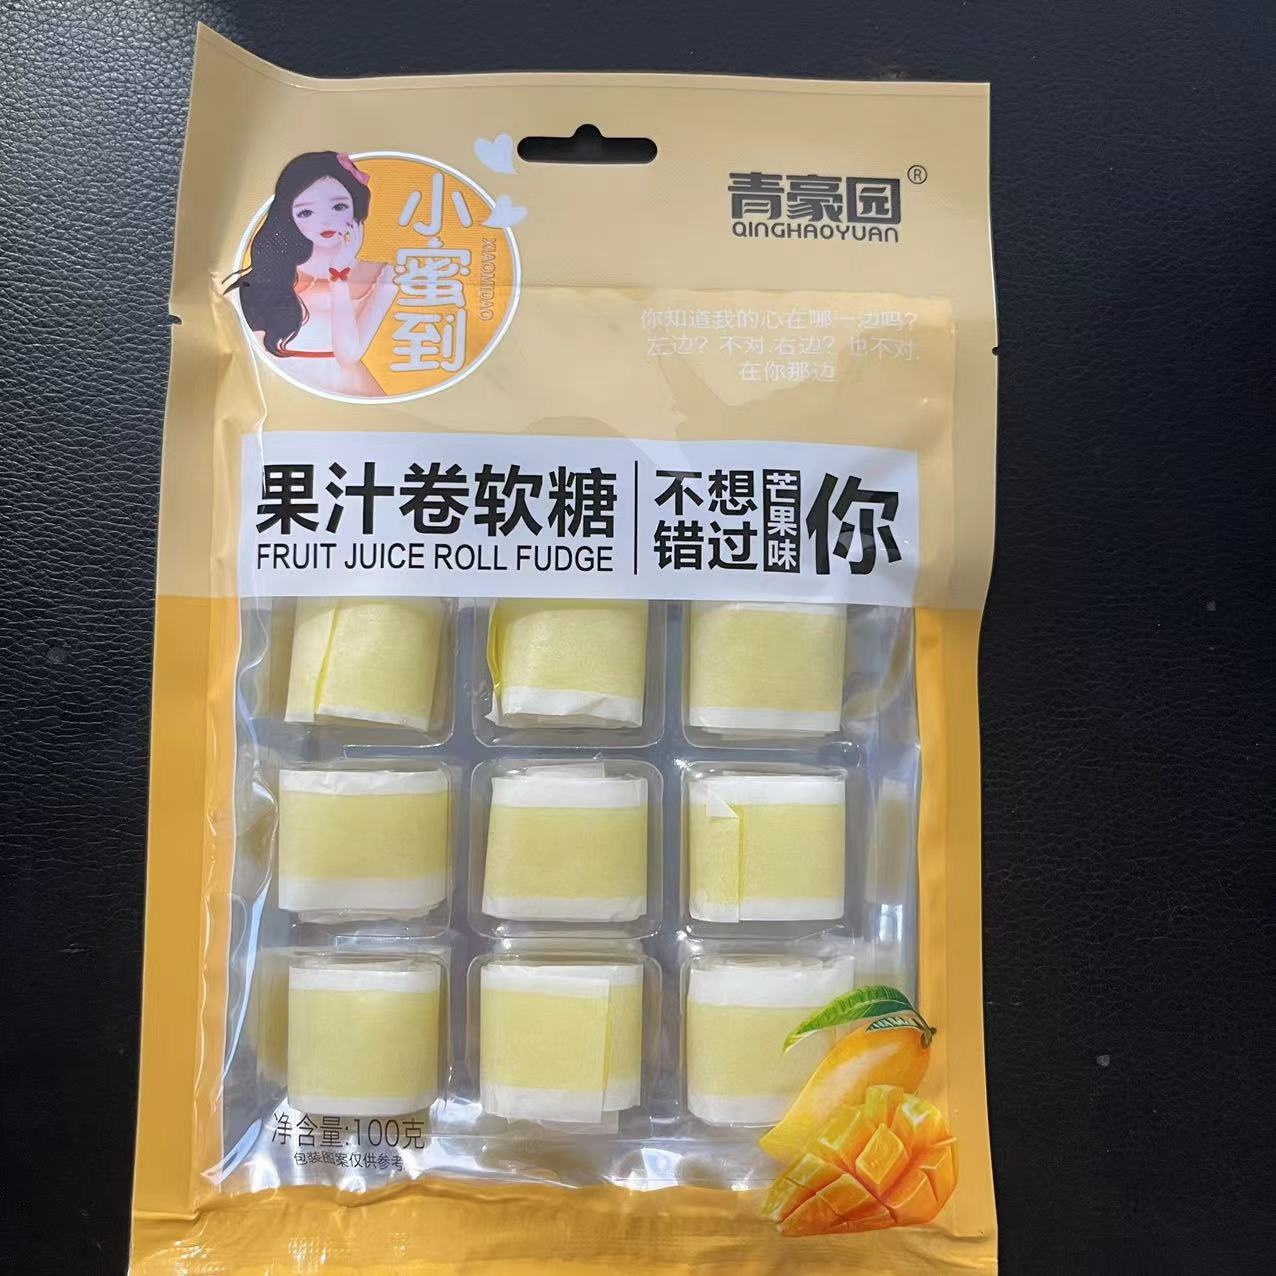 小蜜到
XIAOMIDAO
青豪园®
QINGHAOYUAN
你知道我的心在哪一边吗?
左边? 不对.右边? 也不对.
在你那边
果汁卷软糖
FRUIT JUICE ROLL FUDGE
不想
错过
芒果味
你
净含量:100克
包装图案仅供参考